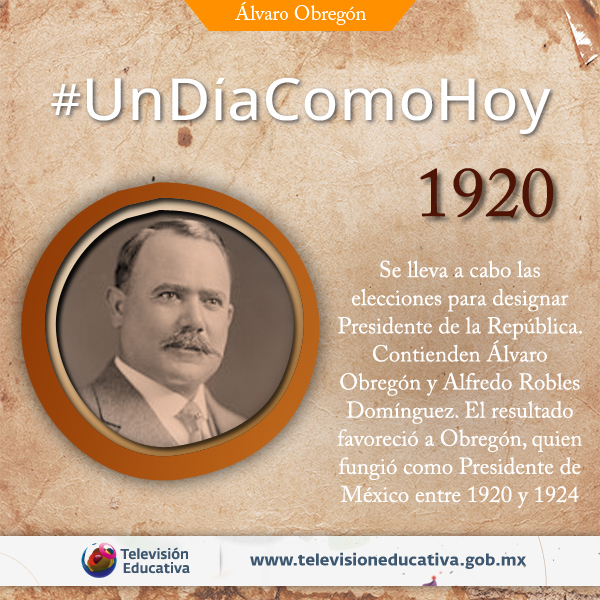 Álvaro Obregón
#UnDíaComoHoy
1920
Se lleva a cabo las
elecciones para designar
Presidente de la República.
Contienden Álvaro
Obregón y Alfredo Robles
Domínguez. El resultado
favoreció a Obregón, quien
fungió como Presidente de
México entre 1920 y 1924
Televisión
Educativa
www.televisioneducativa.gob.mx